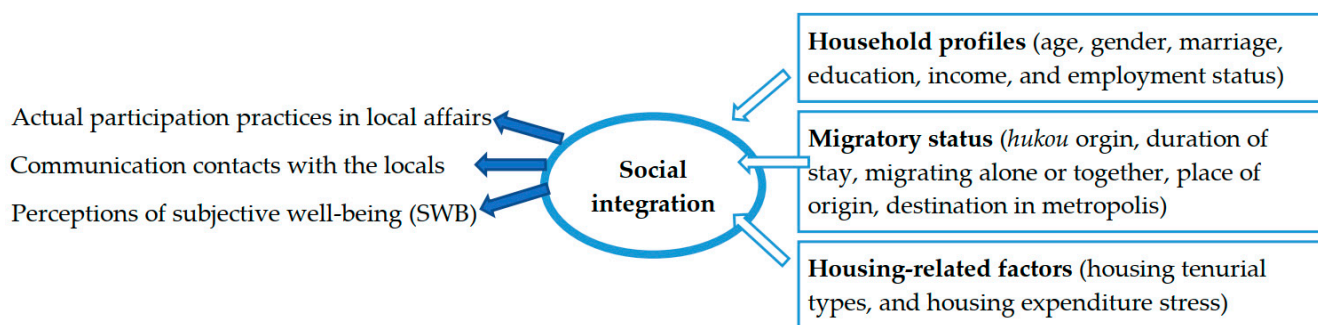 Actual participation practices in local affairs
Communication contacts with the locals
Perceptions of subjective well-being (SWB)
Social
integration
Household profiles (age, gender, marriage,
education, income, and employment status)
Migratory status (hukou orgin, duration of
stay, migrating alone or together, place of
origin, destination in metropolis)
Housing-related factors (housing tenurial
types, and housing expenditure stress)